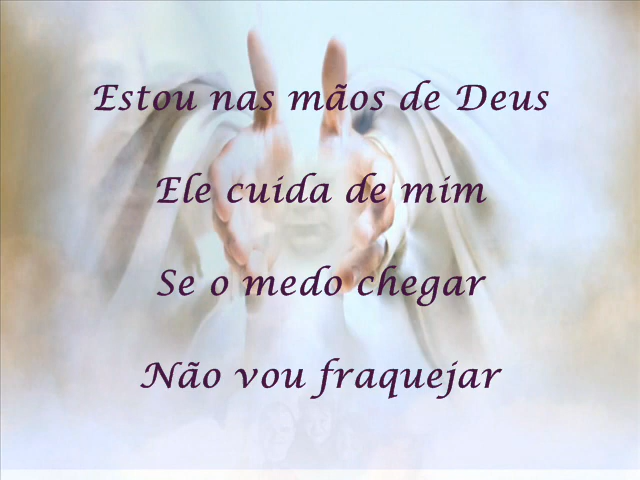 Estou nas mãos de Deus
Ele cuida de mim
Se o medo chegar
Não vou fraquejar